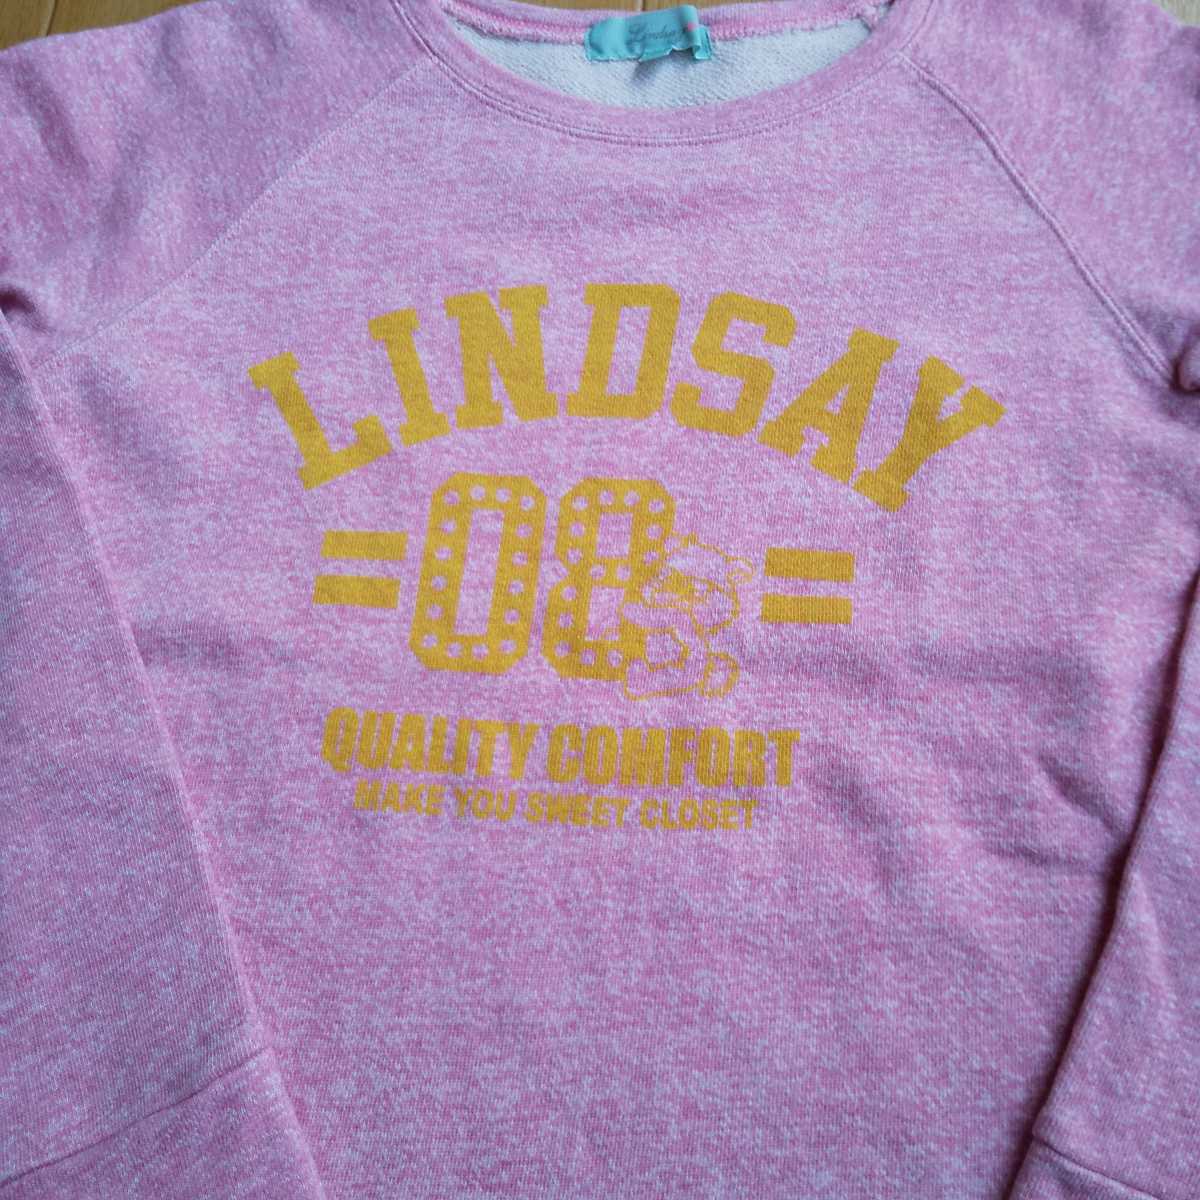 LINDSAY
= 08 =
QUALITY COMFORT
MAKE YOU SWEET CLOSET